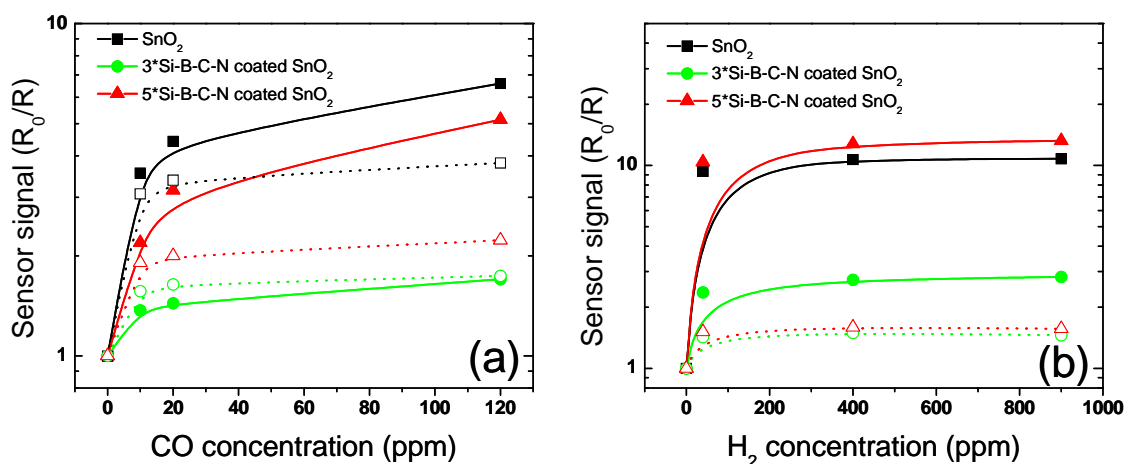 10
1
Sensor signal (R₀/R)
SnO₂
3*Si-B-C-N coated SnO₂
5*Si-B-C-N coated SnO₂
(a)
0 20 40 60 80 100 120
CO concentration (ppm)
10
1
Sensor signal (R₀/R)
SnO₂
3*Si-B-C-N coated SnO₂
5*Si-B-C-N coated SnO₂
(b)
0 200 400 600 800 1000
H₂ concentration (ppm)